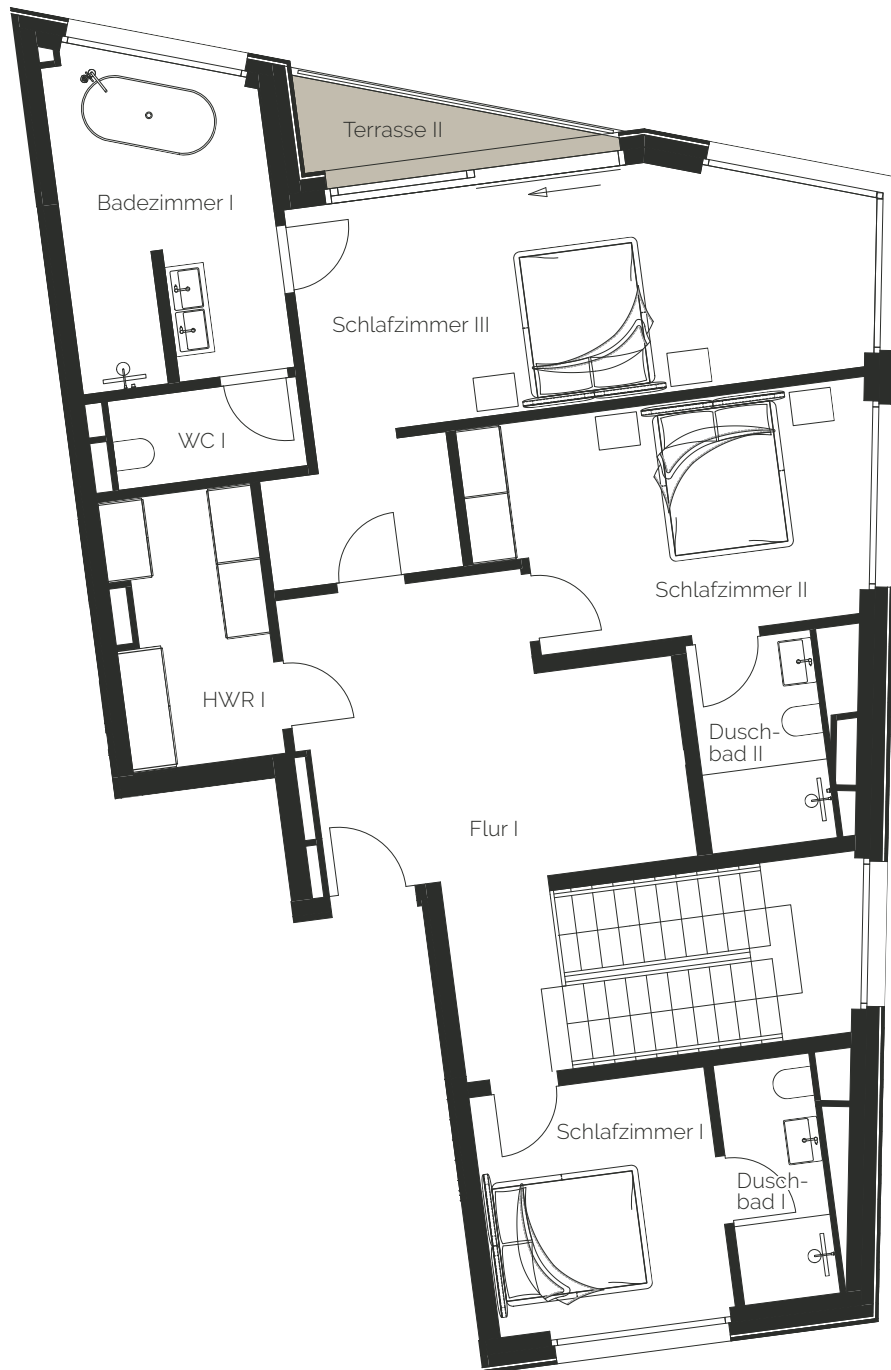 Terrasse II
Badezimmer I
Schlafzimmer III
WC I
Schlafzimmer II
HWR I
Dusch-
bad II
Flur I
Schlafzimmer I
Dusch-
bad I